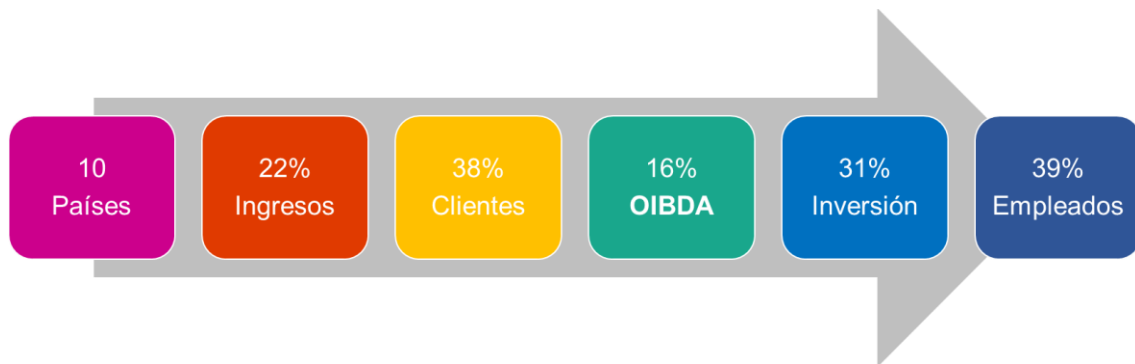 10
Países
22%
Ingresos
38%
Clientes
16%
OIBDA
31%
Inversión
39%
Empleados